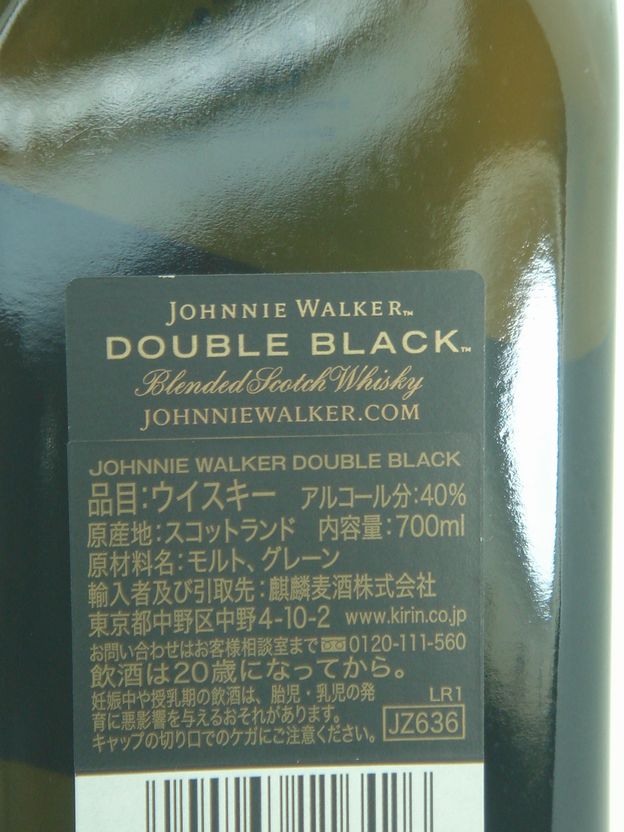 JOHNNIE WALKER™
DOUBLE BLACK™
Blended Scotch Whisky
JOHNNIEWALKER.COM
JOHNNIE WALKER DOUBLE BLACK
品目:ウイスキー アルコール分:40%
原産地:スコットランド 内容量:700ml
原材料名:モルト、グレーン
輸入者及び引取先:麒麟麦酒株式会社
東京都中野区中野4-10-2 www.kirin.co.jp
お問い合わせはお客様相談室まで 0120-111-560
飲酒は20歳になってから。
妊娠中や授乳期の飲酒は、胎児・乳児の発
育に悪影響を与えるおそれがあります。
キャップの切り口でのケガにご注意ください。
LR1
JZ636